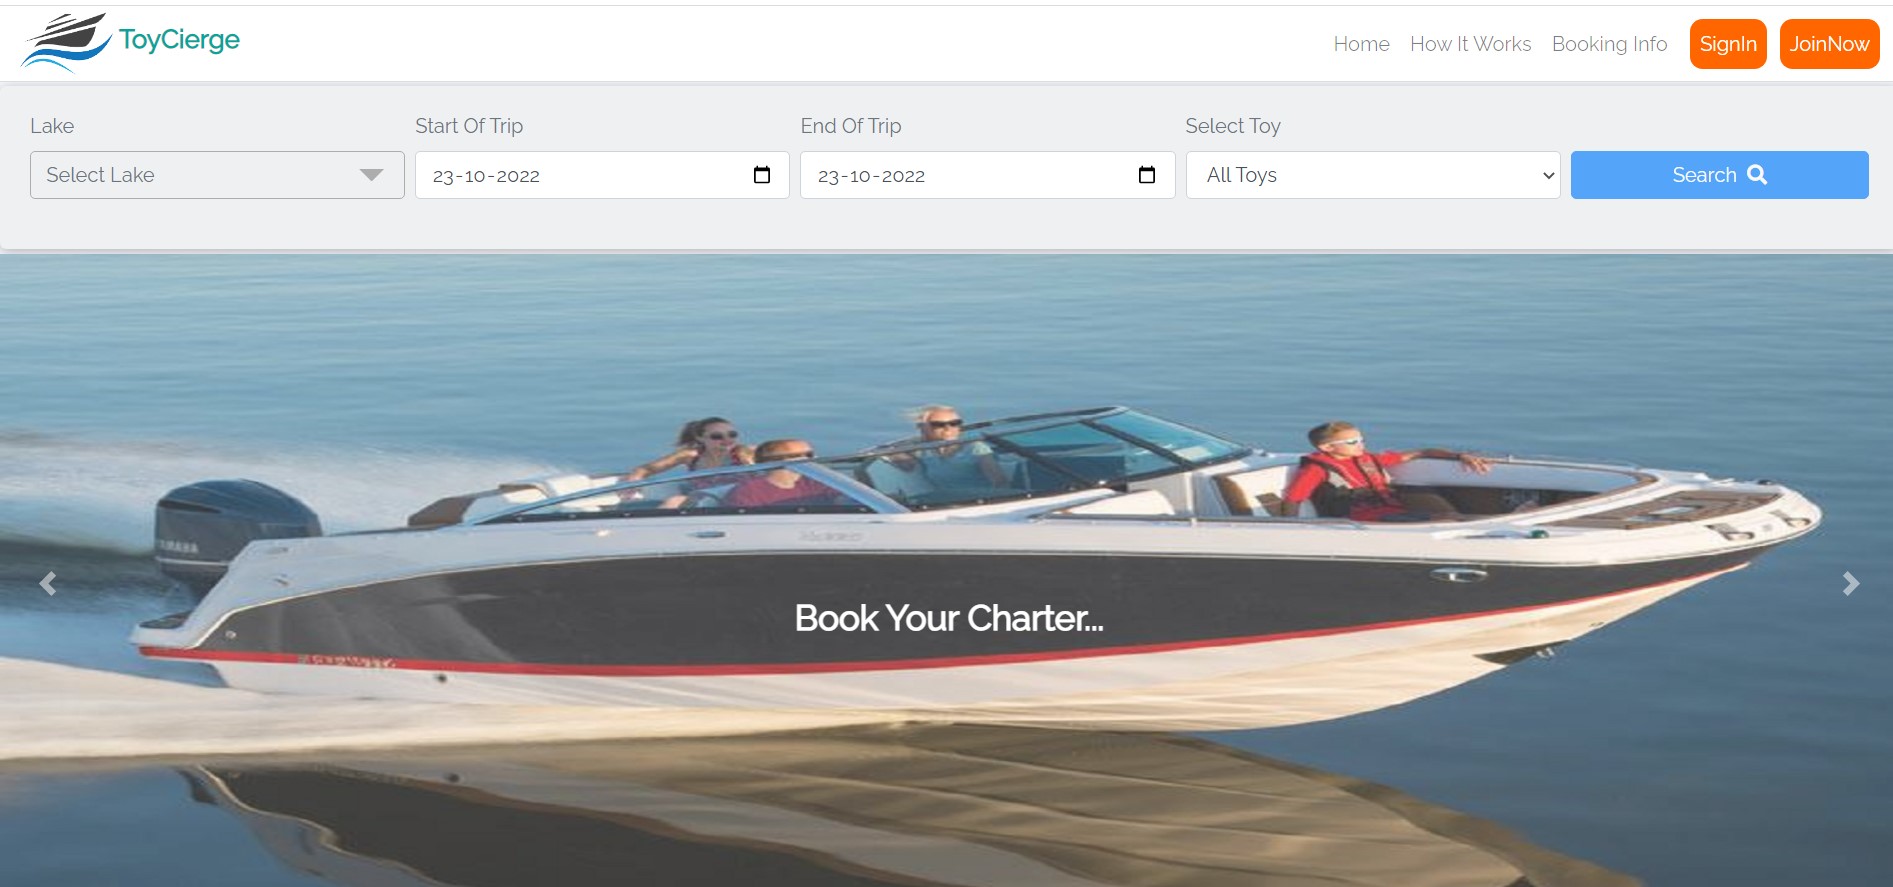 ToyCierge
Home How It Works Booking Info SignIn JoinNow
Lake Start Of Trip End Of Trip Select Toy
Select Lake 23-10-2022 23-10-2022 All Toys Search
YAMAHA
Book Your Charter...